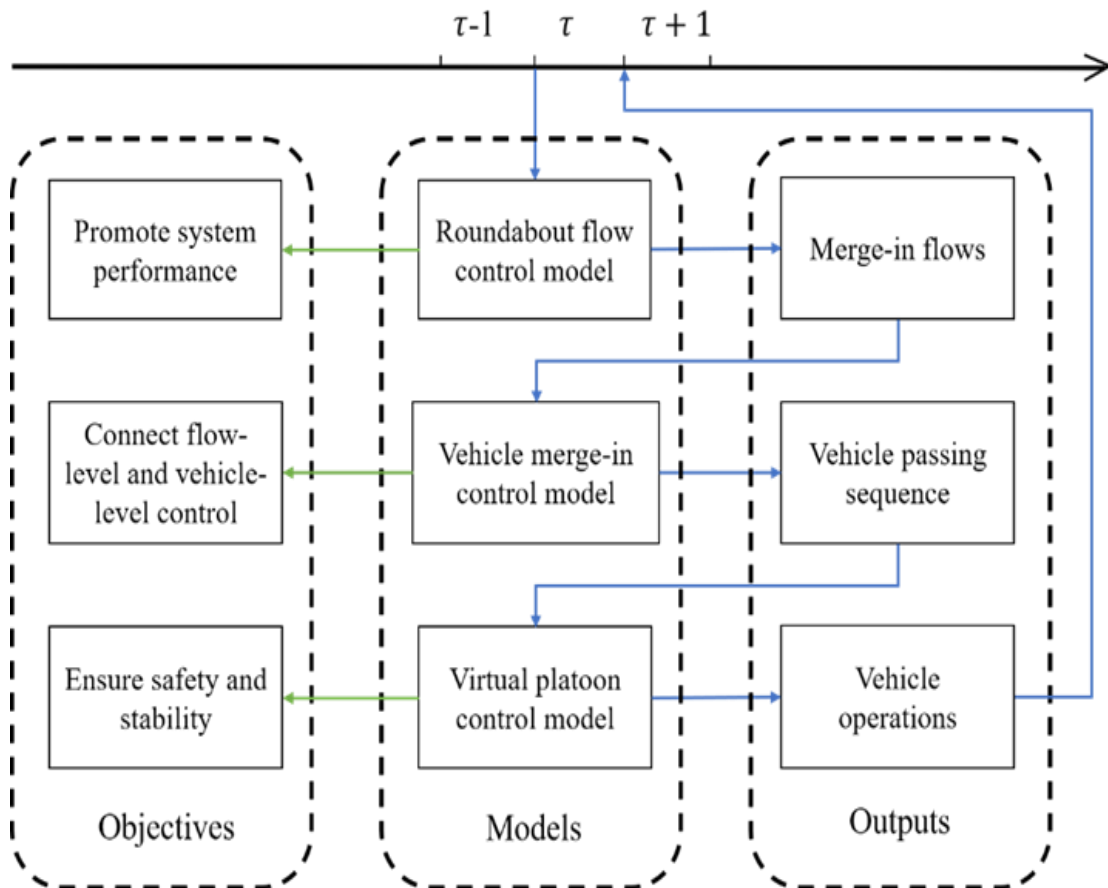 τ-1 τ τ + 1
Promote system
performance
Roundabout flow
control model
Merge-in flows
Connect flow-
level and vehicle-
level control
Vehicle merge-in
control model
Vehicle passing
sequence
Ensure safety and
stability
Virtual platoon
control model
Vehicle
operations
Objectives
Models
Outputs